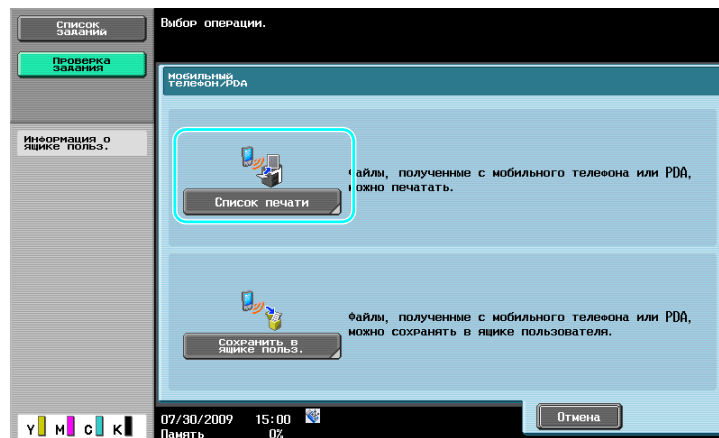 Список
заданий
Проверка
задания
Информация о
ящике польз.
Выбор операции.
Мобильный
телефон/PDA
Файлы, полученные с мобильного телефона или PDA,
можно печатать.
Список печати
Файлы, полученные с мобильного телефона или PDA,
можно сохранять в ящике пользователя.
Сохранить в
ящике польз.
Отмена
Y M C K
07/30/2009 15:00
Память 0%